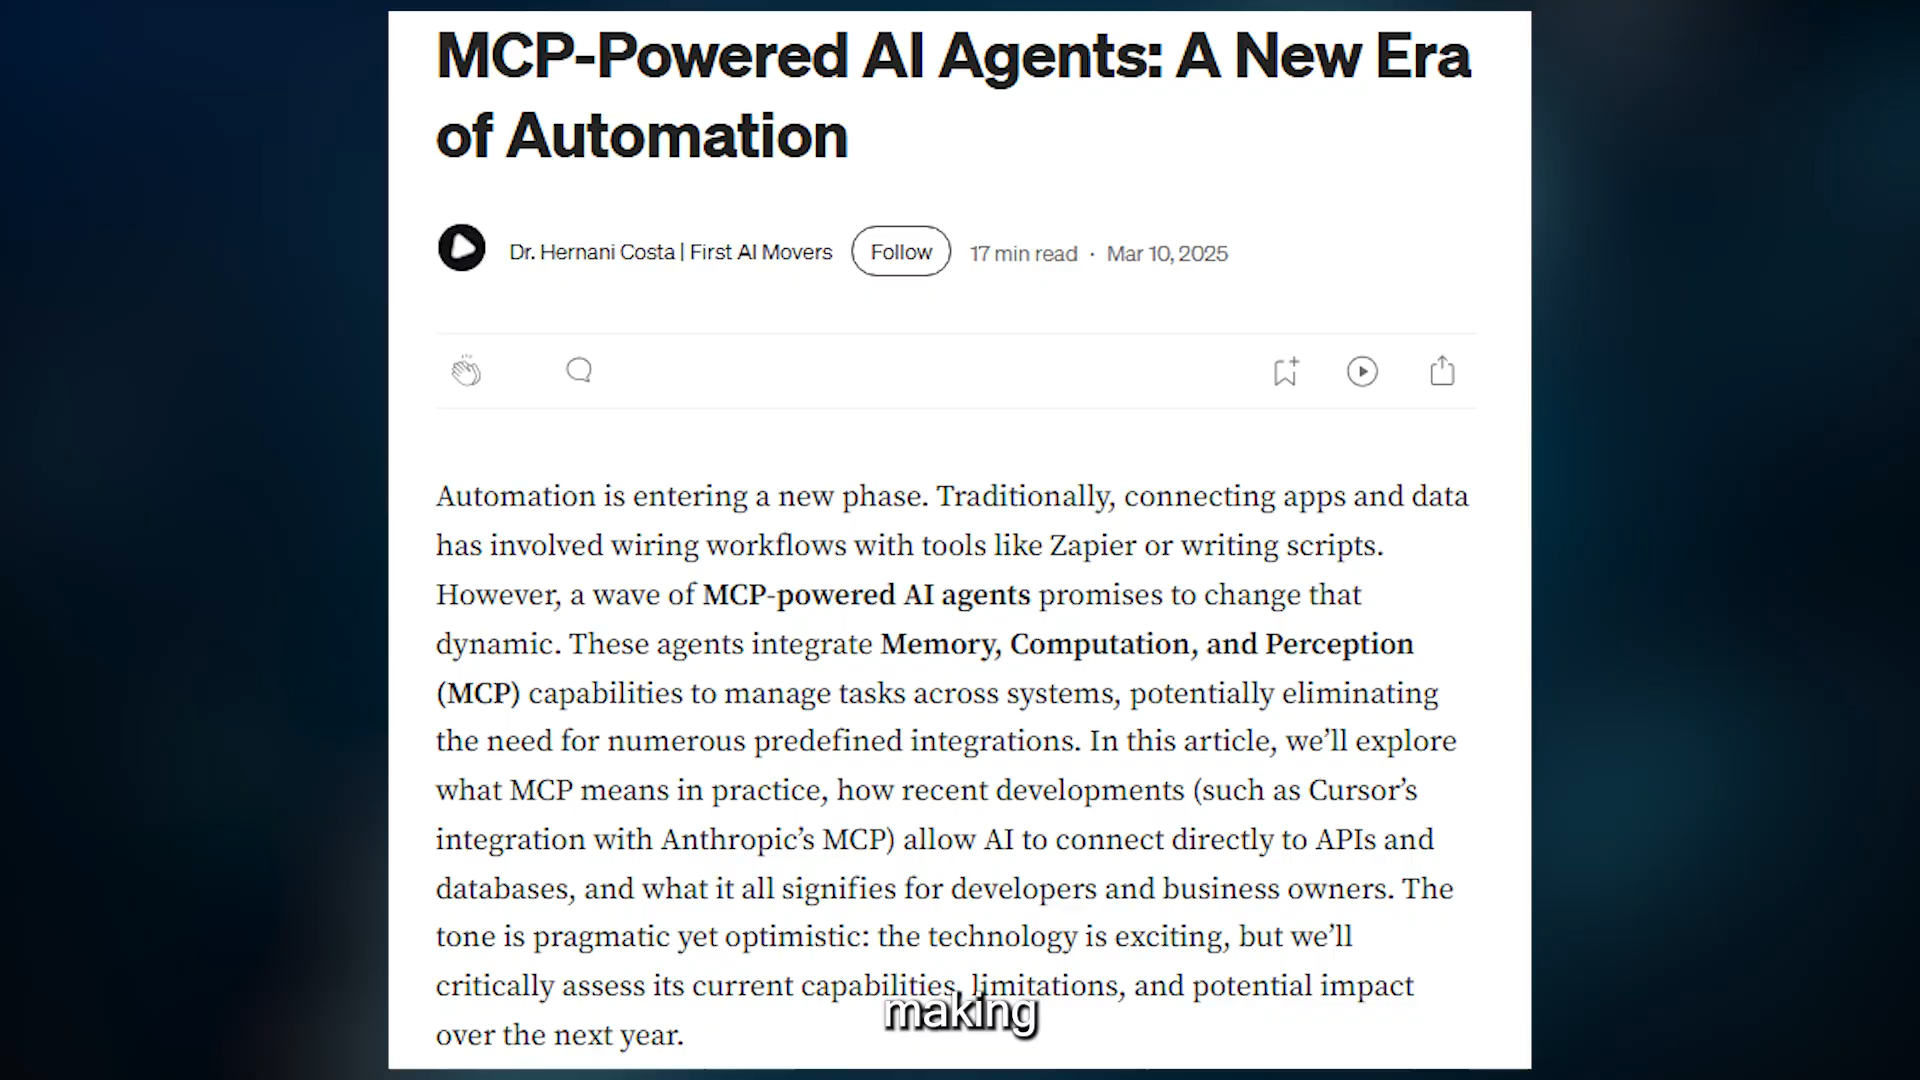 MCP-Powered AI Agents: A New Era
of Automation
Dr. Hernani Costa | First AI Movers
Follow
17 min read · Mar 10, 2025
Automation is entering a new phase. Traditionally, connecting apps and data
has involved wiring workflows with tools like Zapier or writing scripts.
However, a wave of MCP-powered AI agents promises to change that
dynamic. These agents integrate Memory, Computation, and Perception
(MCP) capabilities to manage tasks across systems, potentially eliminating
the need for numerous predefined integrations. In this article, we’ll explore
what MCP means in practice, how recent developments (such as Cursor’s
integration with Anthropic’s MCP) allow AI to connect directly to APIs and
databases, and what it all signifies for developers and business owners. The
tone is pragmatic yet optimistic: the technology is exciting, but we’ll
critically assess its current capabilities, limitations, and potential impact
over the next year.
making